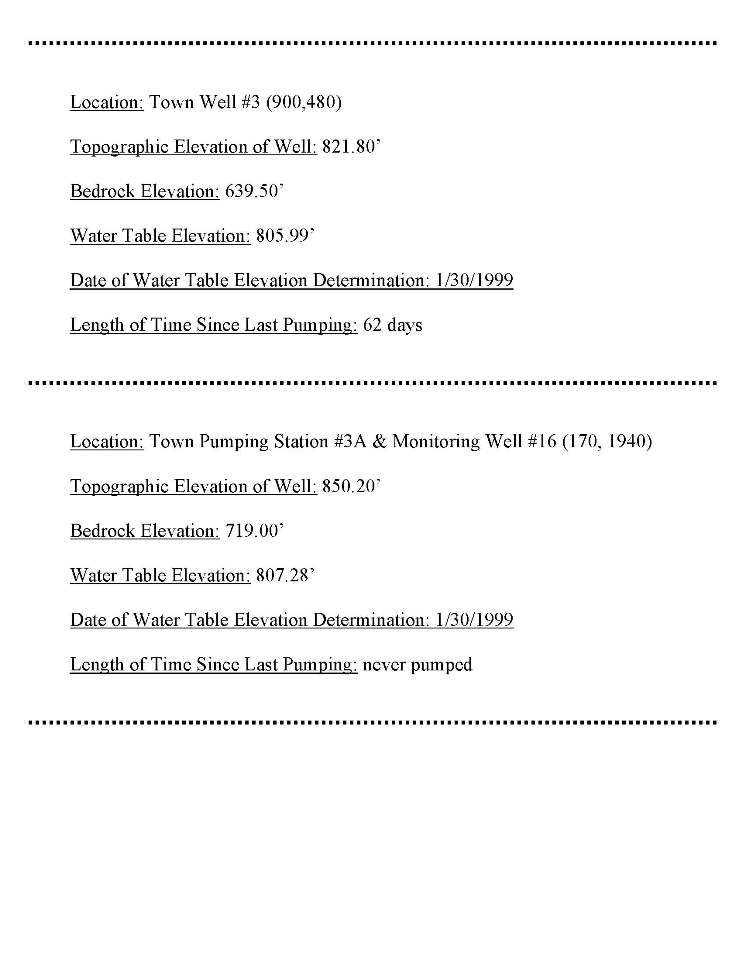 Location: Town Well #3 (900,480)
Topographic Elevation of Well: 821.80’
Bedrock Elevation: 639.50’
Water Table Elevation: 805.99’
Date of Water Table Elevation Determination: 1/30/1999
Length of Time Since Last Pumping: 62 days
Location: Town Pumping Station #3A & Monitoring Well #16 (170, 1940)
Topographic Elevation of Well: 850.20’
Bedrock Elevation: 719.00’
Water Table Elevation: 807.28’
Date of Water Table Elevation Determination: 1/30/1999
Length of Time Since Last Pumping: never pumped